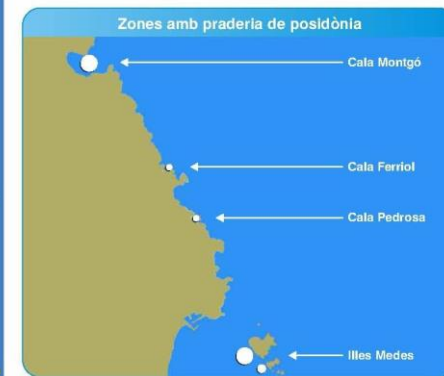 Zones amb praderia de posidònia
Cala Montgó
Cala Ferriol
Cala Pedrosa
Illes Medes